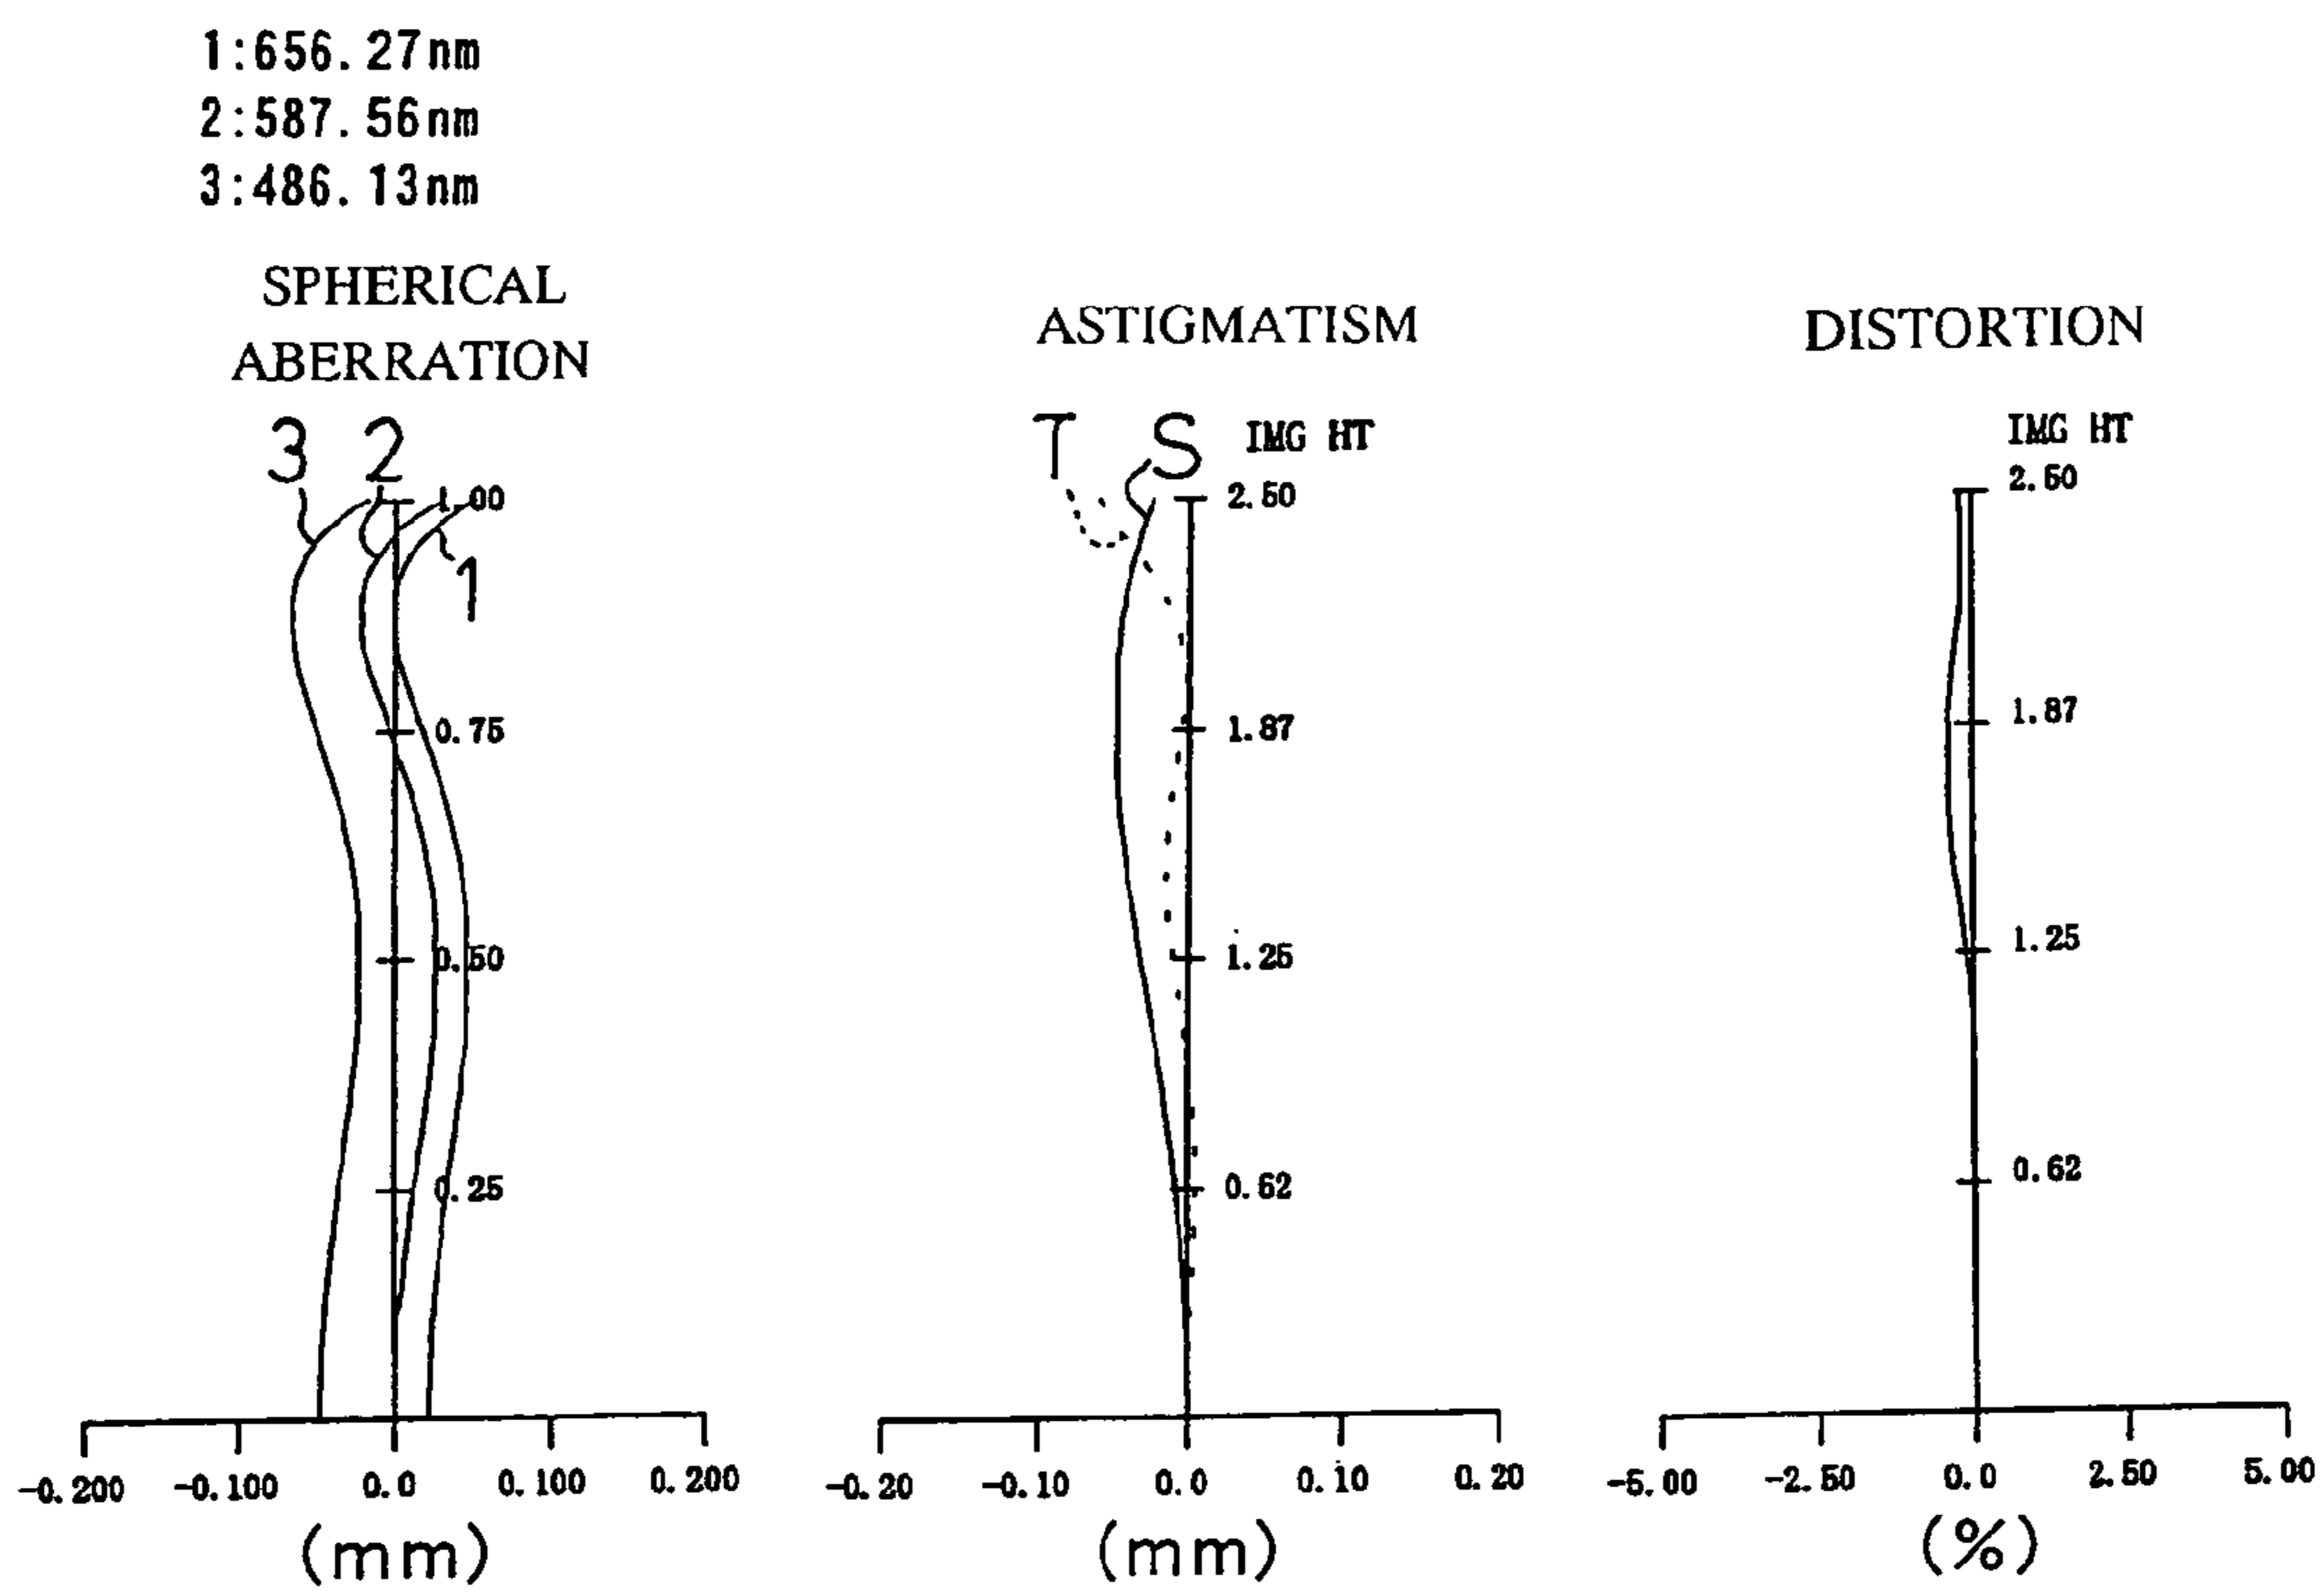 1:656.27nm
2:587.56nm
3:486.13nm
SPHERICAL
ABERRATION
3 2
1.00
1
0.75
0.50
0.25
-0.200 -0.100 0.0 0.100 0.200
(mm)
ASTIGMATISM
T S IMG HT
2.50
1.87
1.25
0.62
-0.20 -0.10 0.0 0.10 0.20
(mm)
DISTORTION
IMG HT
2.50
1.87
1.25
0.62
-5.00 -2.50 0.0 2.50 5.00
(%)